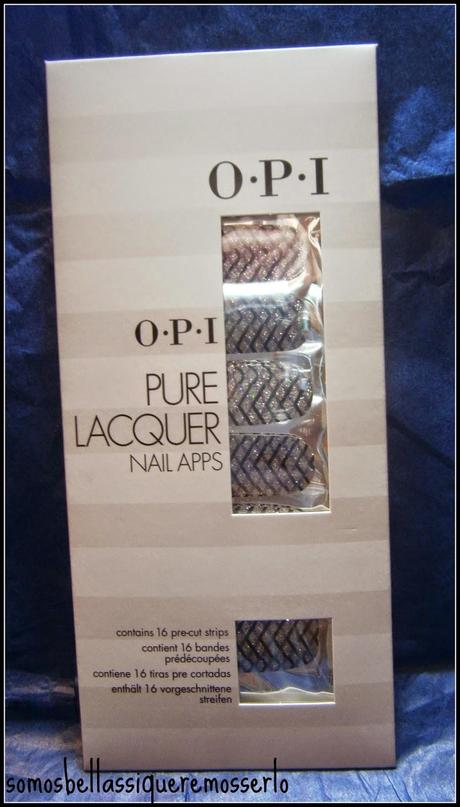 O·P·I
O·P·I
PURE
LACQUER
NAIL APPS
contains 16 pre-cut strips
contient 16 bandes
prédécoupées
contiene 16 tiras pre cortadas
enthält 16 vorgeschnittene
streifen
somosbellassiqueremosserlo